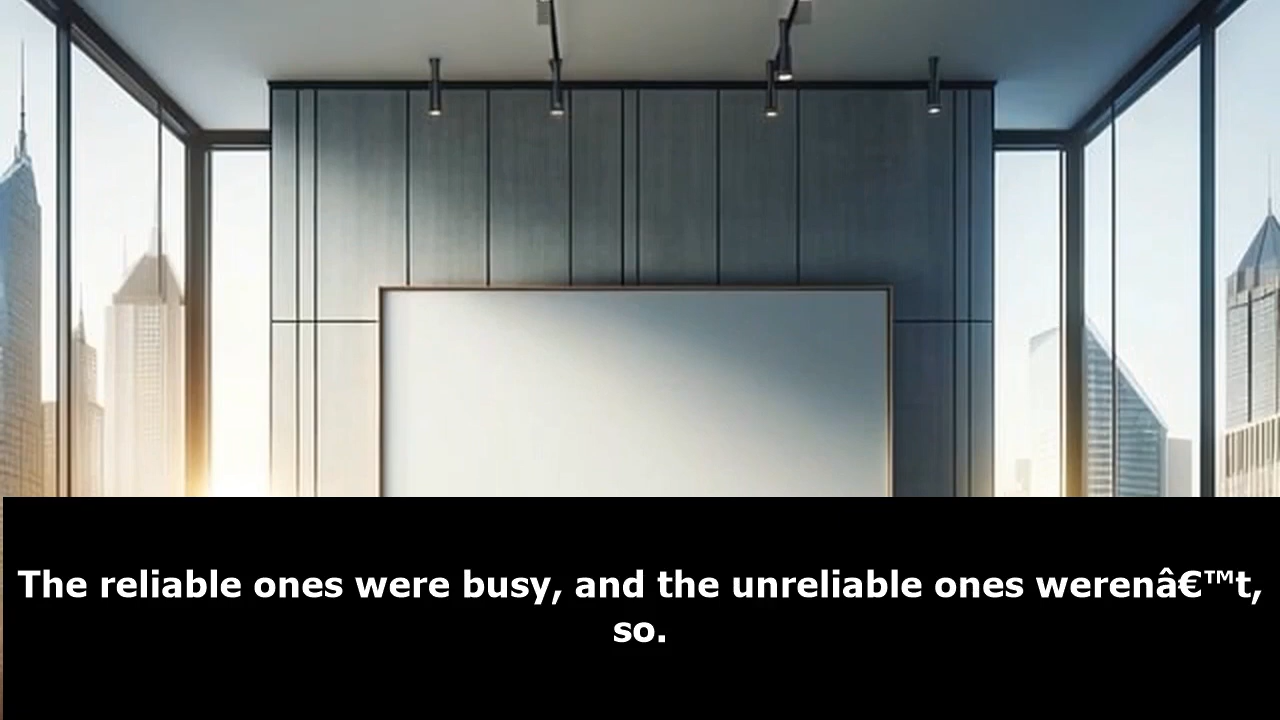 The reliable ones were busy, and the unreliable ones werenâ€™t,
so.